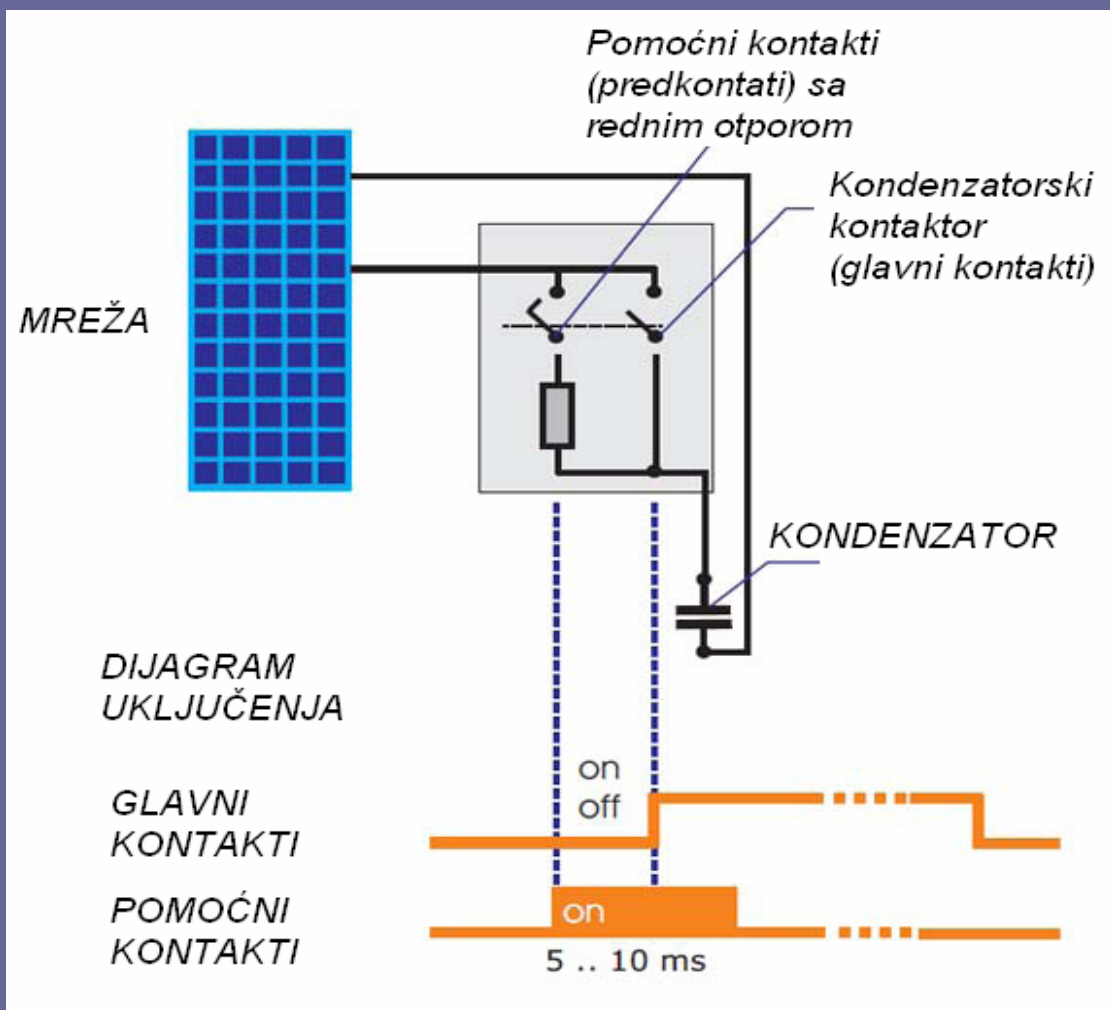 Pomoćni kontakti
(predkontati) sa
rednim otporom
Kondenzatorski
kontaktor
(glavni kontakti)
MREŽA
KONDENZATOR
DIJAGRAM
UKLJUČENJA
on
off
GLAVNI
KONTAKTI
POMOĆNI
KONTAKTI
on
5 .. 10 ms